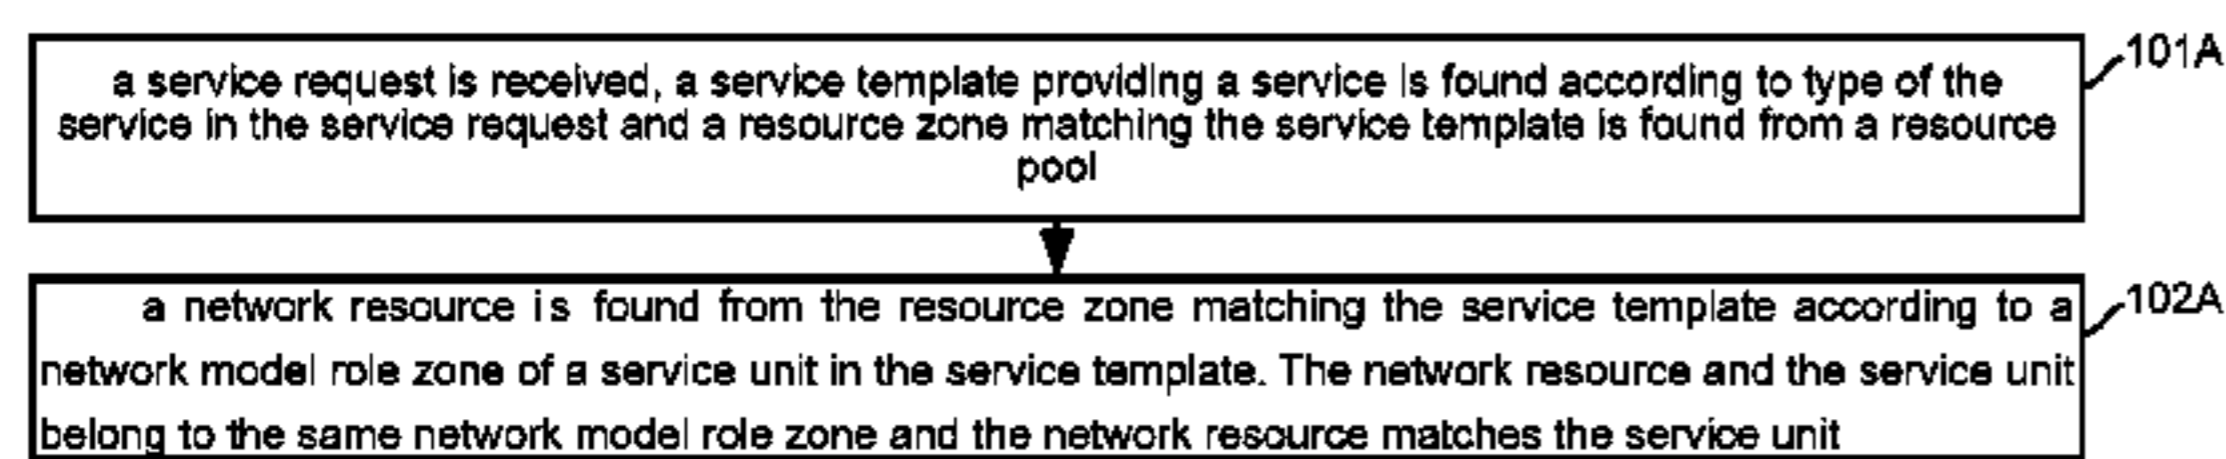 a service request is received, a service template providing a service is found according to type of the
service in the service request and a resource zone matching the service template is found from a resource
pool
101A
a network resource is found from the resource zone matching the service template according to a
network model role zone of a service unit in the service template. The network resource and the service unit
belong to the same network model role zone and the network resource matches the service unit
102A